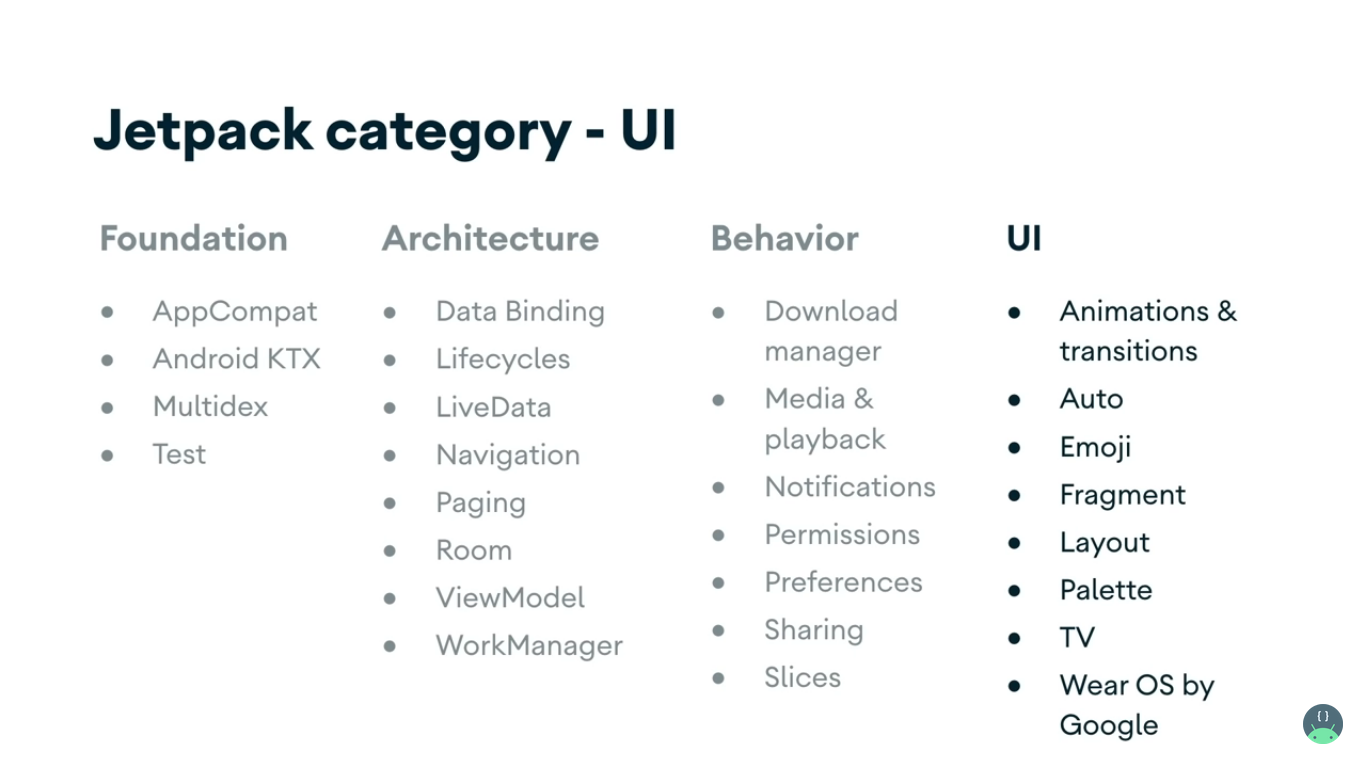 Jetpack category - UI
Foundation
● AppCompat
● Android KTX
● Multidex
● Test
Architecture
● Data Binding
● Lifecycles
● LiveData
● Navigation
● Paging
● Room
● ViewModel
● WorkManager
Behavior
● Download
manager
● Media &
playback
● Notifications
● Permissions
● Preferences
● Sharing
● Slices
UI
● Animations &
transitions
● Auto
● Emoji
● Fragment
● Layout
● Palette
● TV
● Wear OS by
Google
{ }